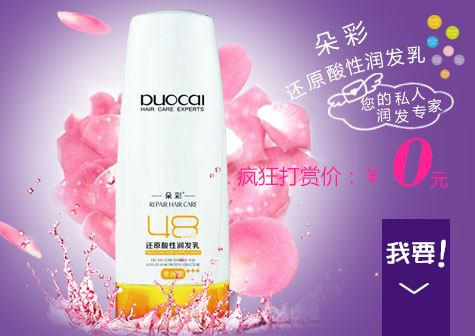 朵彩
还原酸性润发乳
您的私人
润发专家
疯狂打赏价：¥0元
我要！
DUOCAI
HAIR CARE EXPERTS
朵彩
REPAIR HAIR CARE
48
还原酸性润发乳